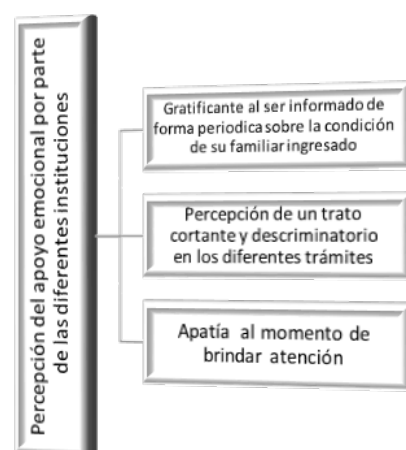 Percepción del apoyo emocional por parte
de las diferentes instituciones
Gratificante al ser informado de
forma periodica sobre la condición
de su familiar ingresado
Percepción de un trato
cortante y descriminatorio
en los diferentes trámites
Apatía al momento de
brindar atención